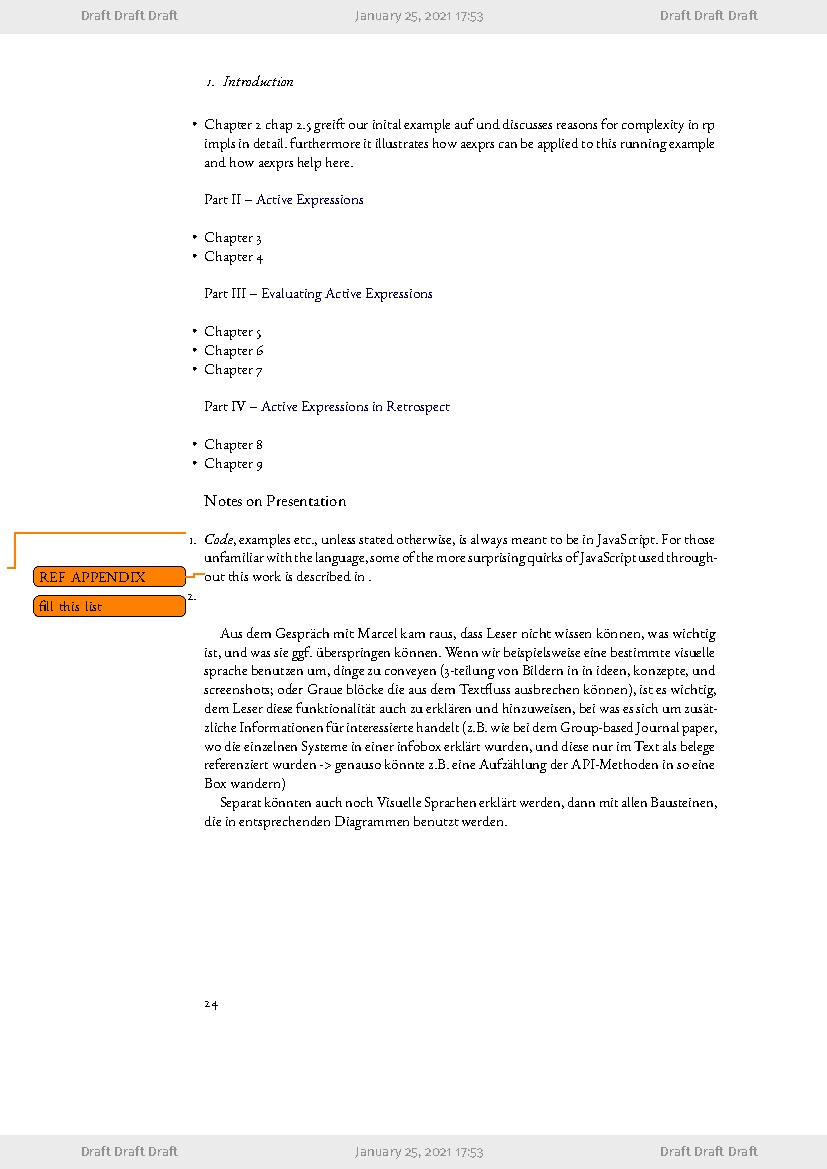 Draft Draft Draft January 25, 2021 17:53 Draft Draft Draft
1. Introduction
• Chapter 2 chap 2.5 greift our inital example auf und discusses reasons for complexity in rp
impls in detail. furthermore it illustrates how aexprs can be applied to this running example
and how aexprs help here.
Part II – Active Expressions
• Chapter 3
• Chapter 4
Part III – Evaluating Active Expressions
• Chapter 5
• Chapter 6
• Chapter 7
Part IV – Active Expressions in Retrospect
• Chapter 8
• Chapter 9
Notes on Presentation
1. Code, examples etc., unless stated otherwise, is always meant to be in JavaScript. For those
unfamiliar with the language, some of the more surprising quirks of JavaScript used through-
REF APPENDIX
out this work is described in .
2.
fill this list
Aus dem Gespräch mit Marcel kam raus, dass Leser nicht wissen können, was wichtig
ist, und was sie ggf. überspringen können. Wenn wir beispielsweise eine bestimmte visuelle
sprache benutzen um, dinge zu conveyen (3-teilung von Bildern in in ideen, konzepte, und
screenshots; oder Graue blöcke die aus dem Textfluss ausbrechen können), ist es wichtig,
dem Leser diese funktionalität auch zu erklären und hinzuweisen, bei was es sich um zusät-
zliche Informationen für interessierte handelt (z.B. wie bei dem Group-based Journal paper,
wo die einzelnen Systeme in einer infobox erklärt wurden, und diese nur im Text als belege
referenziert wurden -> genauso könnte z.B. eine Aufzählung der API-Methoden in so eine
Box wandern)
Separat könnten auch noch Visuelle Sprachen erklärt werden, dann mit allen Bausteinen,
die in entsprechenden Diagrammen benutzt werden.
24
Draft Draft Draft January 25, 2021 17:53 Draft Draft Draft